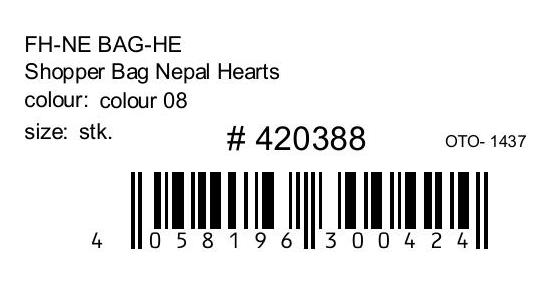 FH-NE BAG-HE
Shopper Bag Nepal Hearts
colour: colour 08
size: stk.
# 420388
OTO- 1437
4 058196 300424